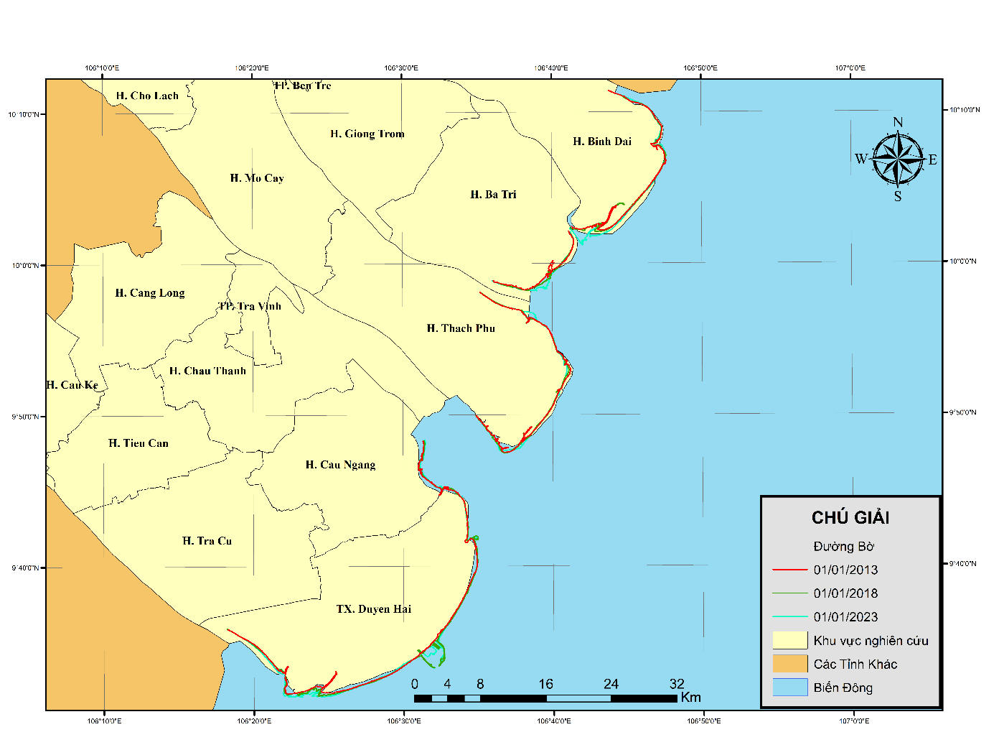 106°10'0"E 106°20'0"E 106°30'0"E 106°40'0"E 106°50'0"E 107°0'0"E
H. Cho Lach
TP. Ben Tre
10°10'0"N
10°10'0"N
N
H. Giong Trom
H. Binh Dai
W E
H. Mo Cay
H. Ba Tri
S
10°0'0"N
10°0'0"N
H. Cang Long
TP. Tra Vinh
H. Thach Phu
H. Chau Thanh
H. Cau Ke
9°50'0"N
9°50'0"N
H. Tieu Can
H. Cau Ngang
CHÚ GIẢI
H. Tra Cu
Đường Bờ
9°40'0"N
9°40'0"N
01/01/2013
01/01/2018
TX. Duyen Hai
01/01/2023
Khu vực nghiên cứu
Các Tỉnh Khác
Biển Đông
0 4 8 16 24 32
Km
106°10'0"E 106°20'0"E 106°30'0"E 106°40'0"E 106°50'0"E 107°0'0"E